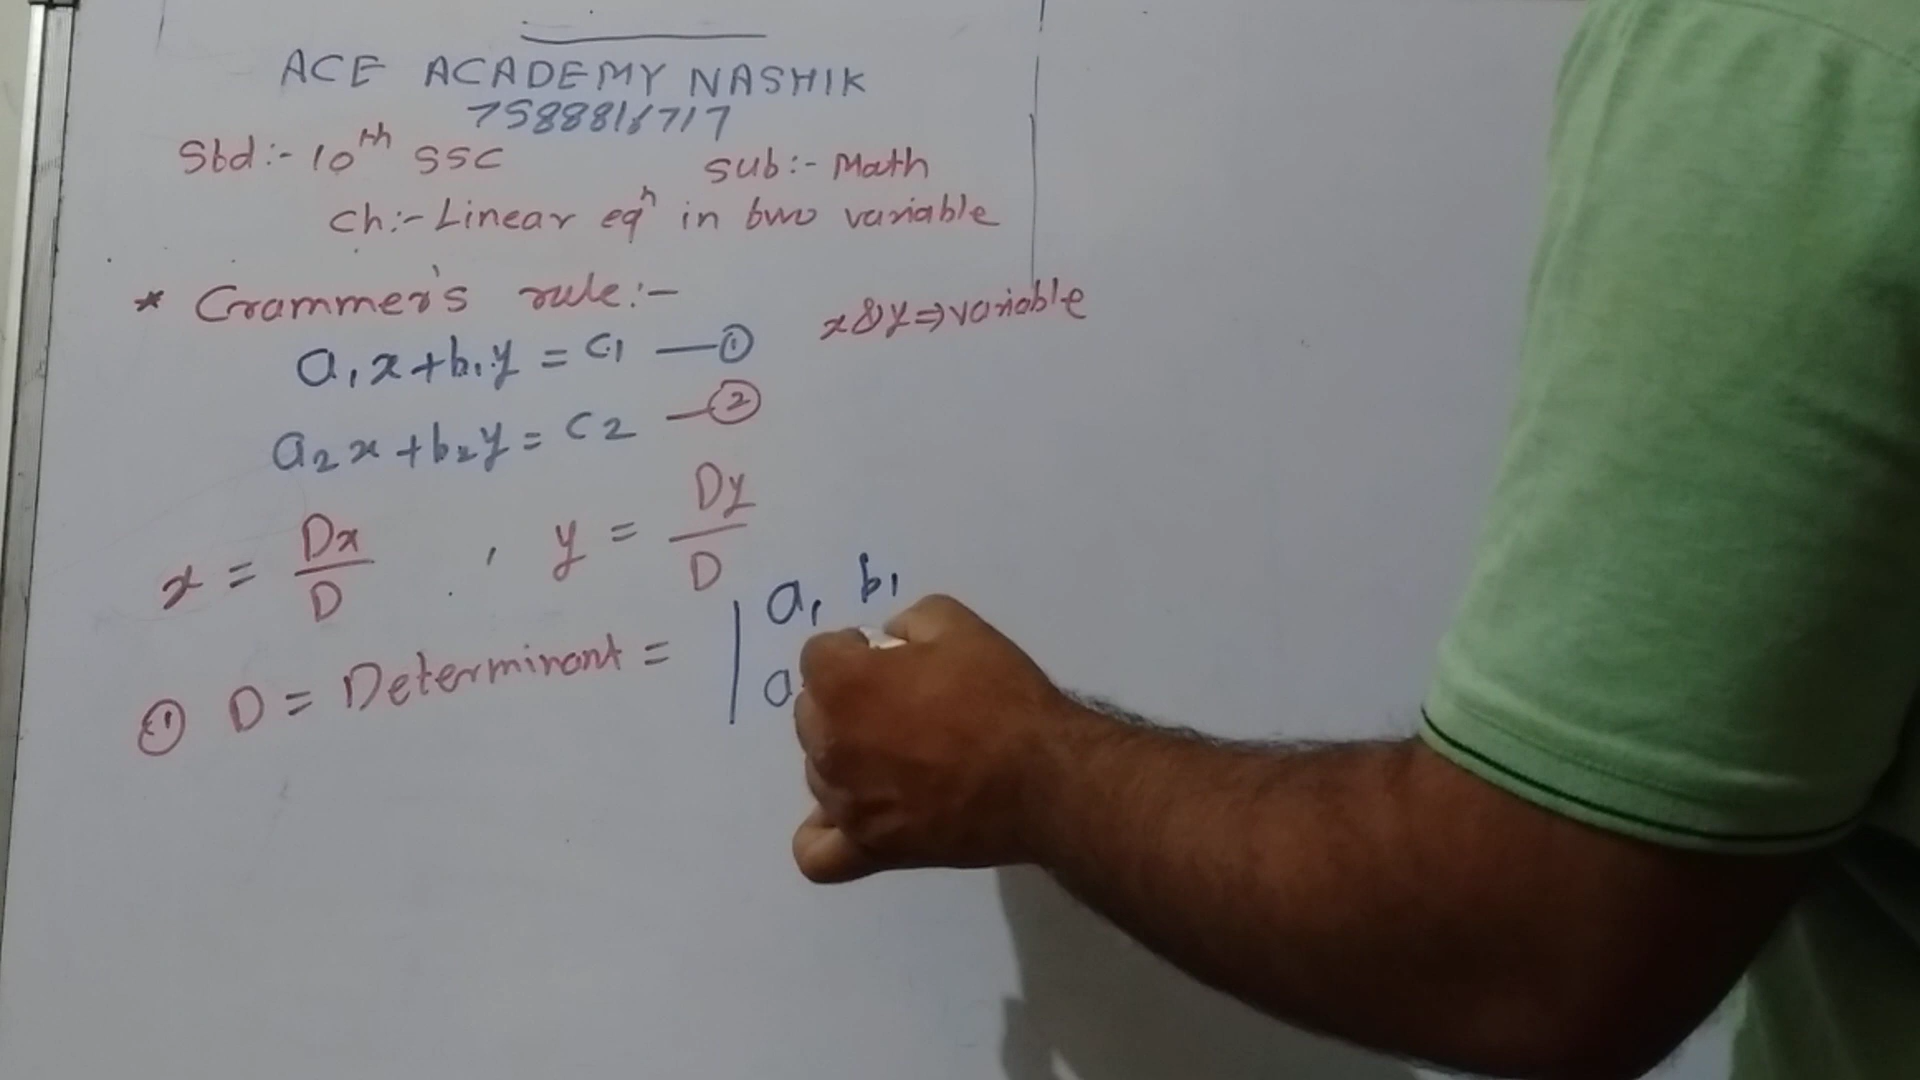 ACE ACADEMY NASHIK
7588816717
Std:- 10th SSC sub:- Math
ch:- Linear eqn in two variable
* Crammer's rule:-
a1x+b1y = c1 —①
x&y⇒variable
a2x+b2y = c2 —②
x = Dx/D , y = Dy/D
① D = Determinant = | a1 b1
a